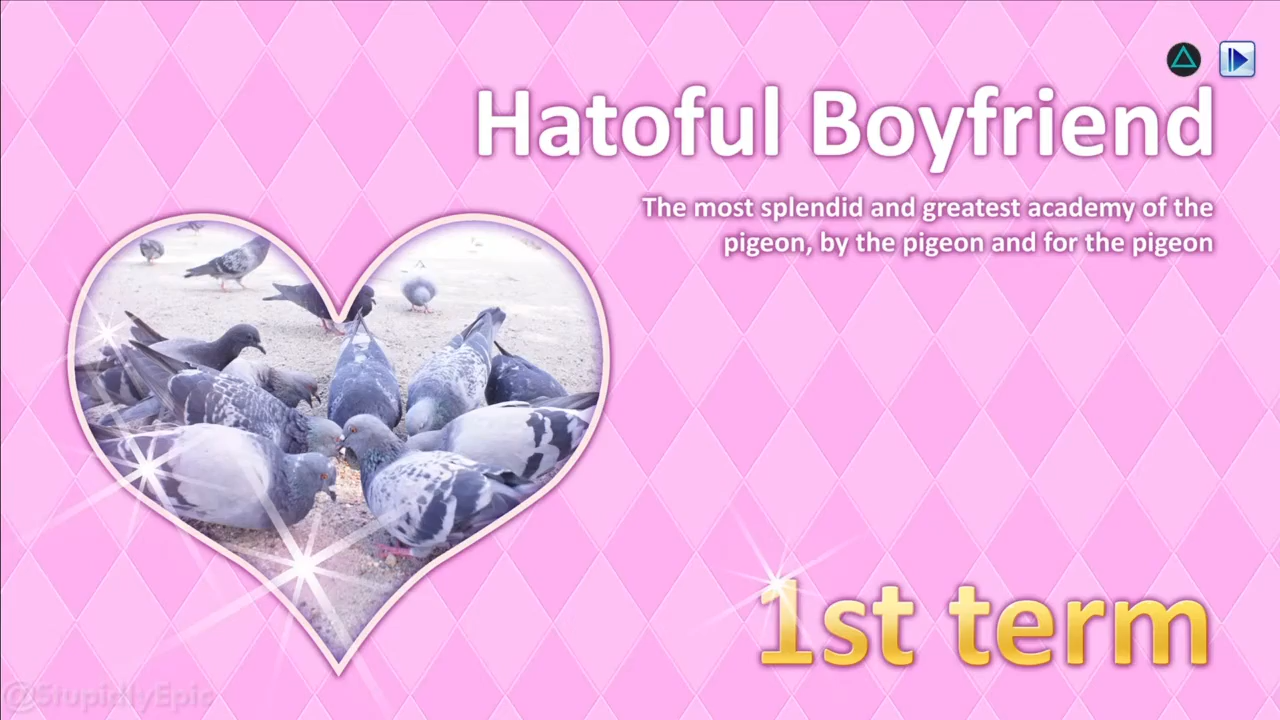 Hatoful Boyfriend
The most splendid and greatest academy of the
pigeon, by the pigeon and for the pigeon
1st term
@StupidlyEpic